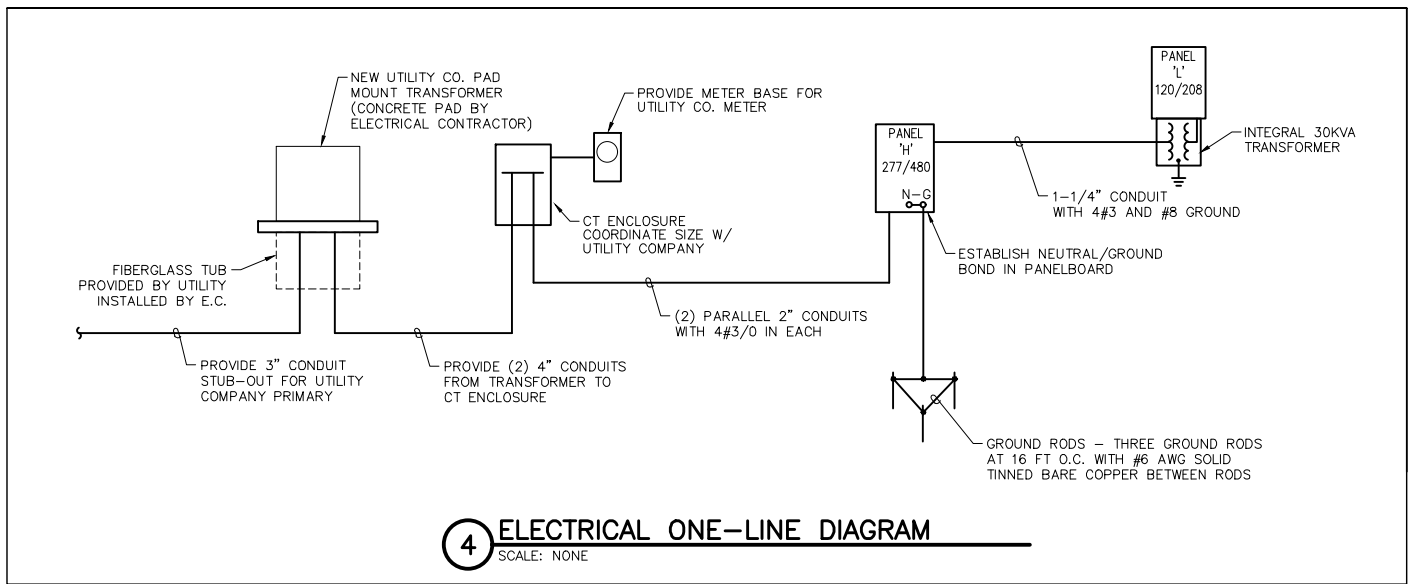 NEW UTILITY CO. PAD
MOUNT TRANSFORMER
(CONCRETE PAD BY
ELECTRICAL CONTRACTOR)
PROVIDE METER BASE FOR
UTILITY CO. METER
PANEL
'H'
277/480
N–G
PANEL
'L'
120/208
INTEGRAL 30KVA
TRANSFORMER
1–1/4" CONDUIT
WITH 4#3 AND #8 GROUND
CT ENCLOSURE
COORDINATE SIZE W/
UTILITY COMPANY
ESTABLISH NEUTRAL/GROUND
BOND IN PANELBOARD
FIBERGLASS TUB
PROVIDED BY UTILITY
INSTALLED BY E.C.
(2) PARALLEL 2" CONDUITS
WITH 4#3/0 IN EACH
PROVIDE 3" CONDUIT
STUB–OUT FOR UTILITY
COMPANY PRIMARY
PROVIDE (2) 4" CONDUITS
FROM TRANSFORMER TO
CT ENCLOSURE
GROUND RODS – THREE GROUND RODS
AT 16 FT O.C. WITH #6 AWG SOLID
TINNED BARE COPPER BETWEEN RODS
4 ELECTRICAL ONE–LINE DIAGRAM
SCALE: NONE